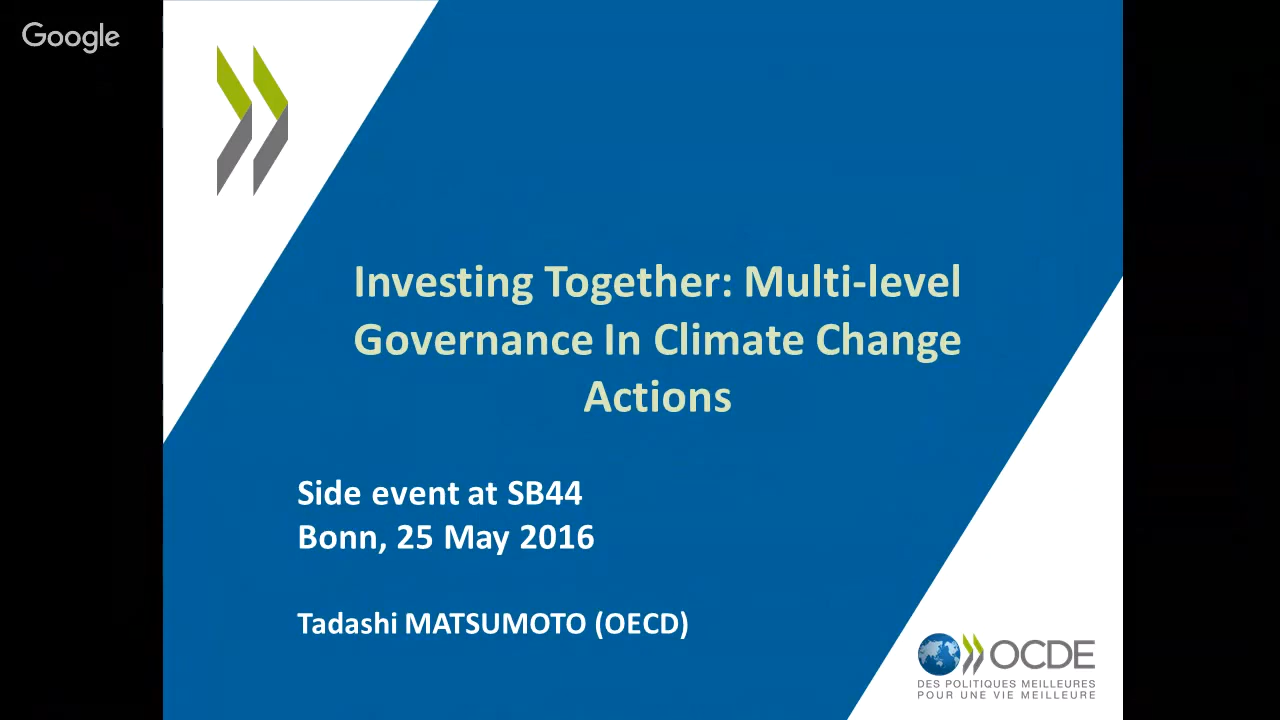 Google
Investing Together: Multi-level
Governance In Climate Change
Actions
Side event at SB44
Bonn, 25 May 2016
Tadashi MATSUMOTO (OECD)
OCDE
DES POLITIQUES MEILLEURES
POUR UNE VIE MEILLEURE